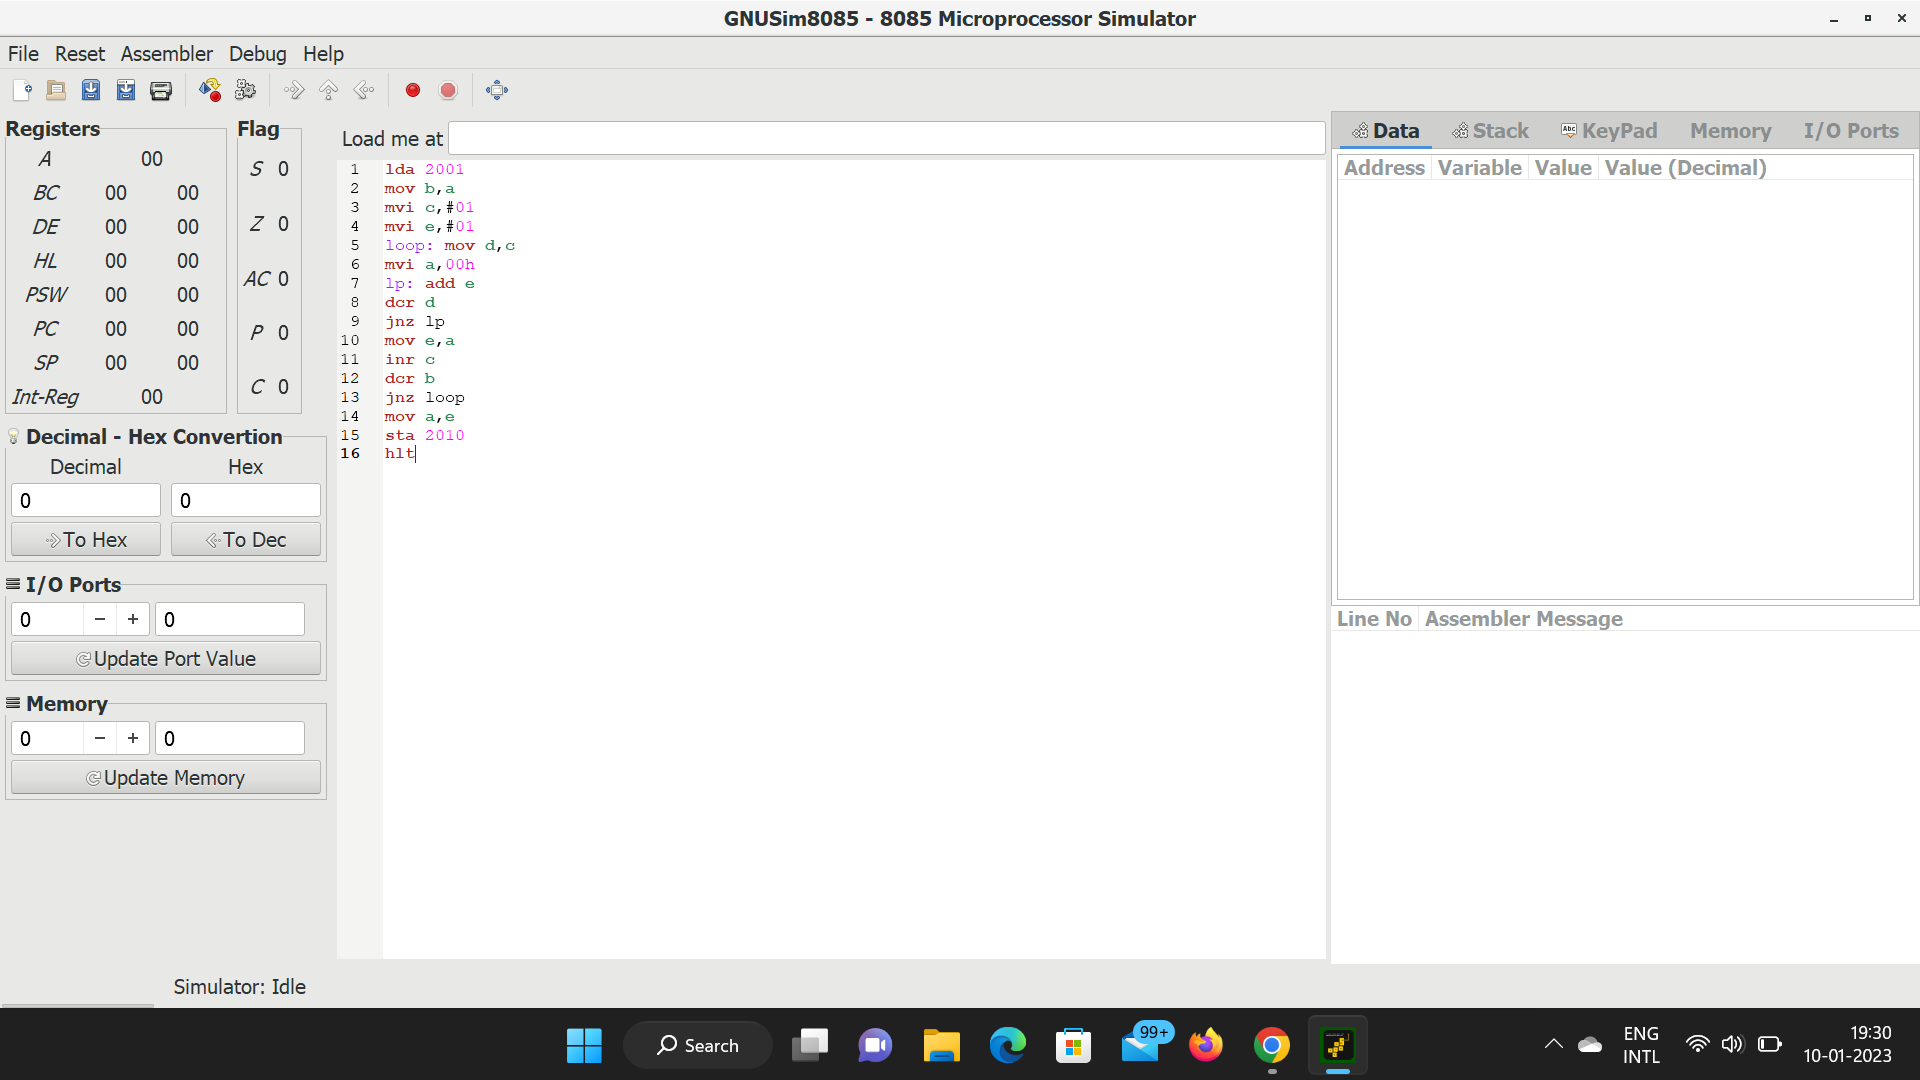 GNUSim8085 - 8085 Microprocessor Simulator
File Reset Assembler Debug Help
Registers
A 00
BC 00 00
DE 00 00
HL 00 00
PSW 00 00
PC 00 00
SP 00 00
Int-Reg 00
Flag
S 0
Z 0
AC 0
P 0
C 0
Decimal - Hex Convertion
Decimal Hex
0 0
To Hex To Dec
I/O Ports
0 − + 0
Update Port Value
Memory
0 − + 0
Update Memory
Simulator: Idle
Load me at
1 lda 2001
2 mov b,a
3 mvi c,#01
4 mvi e,#01
5 loop: mov d,c
6 mvi a,00h
7 lp: add e
8 dcr d
9 jnz lp
10 mov e,a
11 inr c
12 dcr b
13 jnz loop
14 mov a,e
15 sta 2010
16 hlt
Data Stack Abc KeyPad Memory I/O Ports
Address Variable Value Value (Decimal)
Line No Assembler Message
Search
99+
ENG
INTL
19:30
10-01-2023